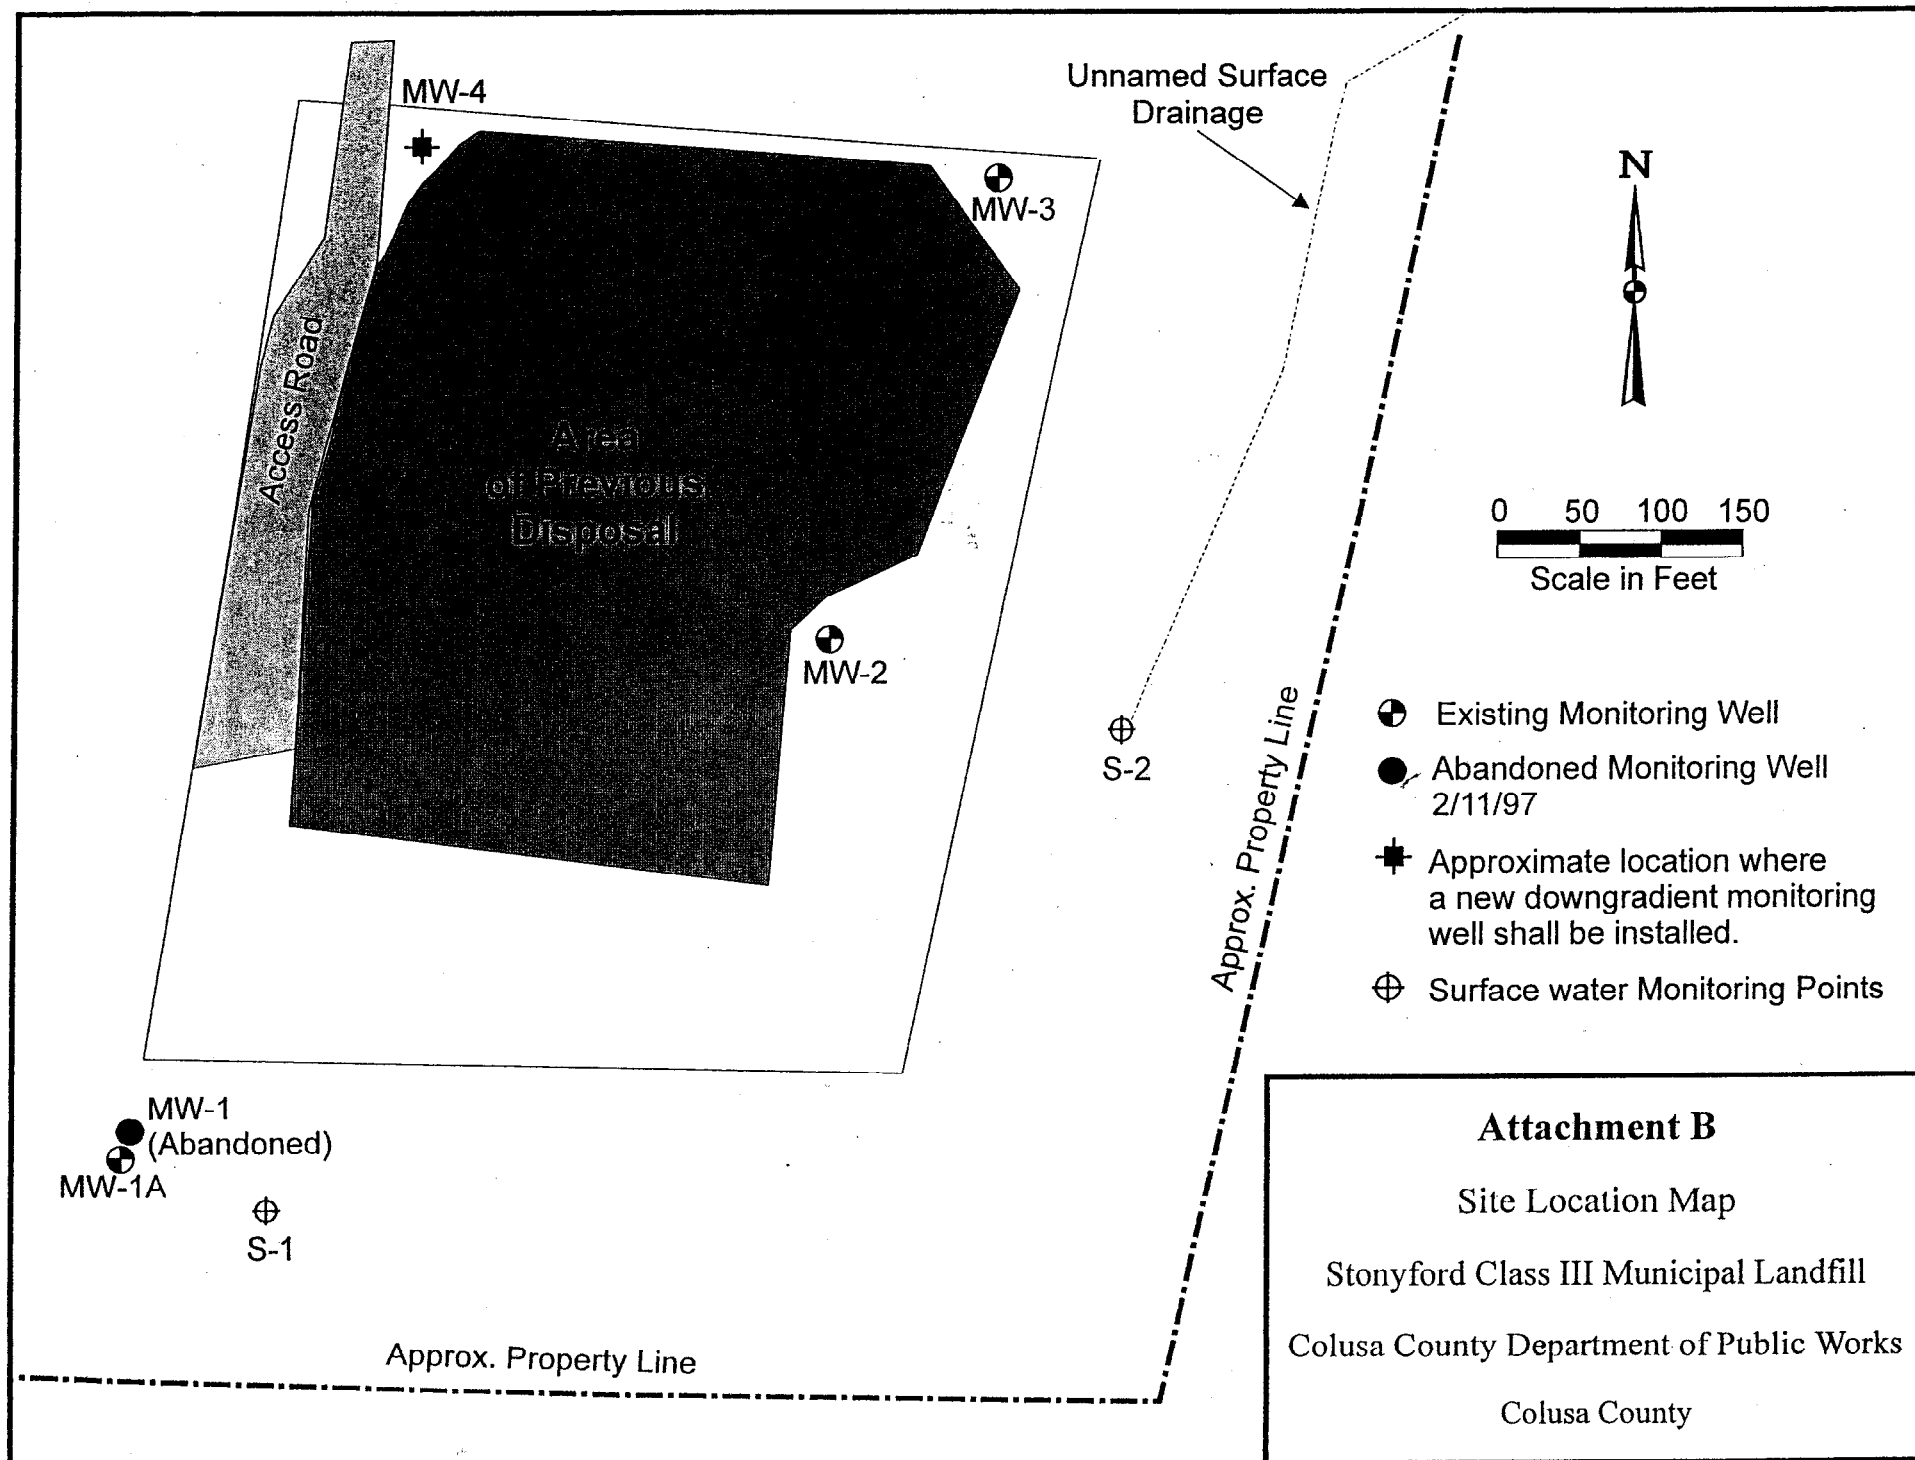 MW-4
Unnamed Surface
Drainage
N
MW-3
Access Road
Area
of Previous
Disposal
0 50 100 150
Scale in Feet
MW-2
S-2
Approx. Property Line
Existing Monitoring Well
Abandoned Monitoring Well
2/11/97
Approximate location where
a new downgradient monitoring
well shall be installed.
Surface water Monitoring Points
MW-1
(Abandoned)
MW-1A
S-1
Approx. Property Line
Attachment B
Site Location Map
Stonyford Class III Municipal Landfill
Colusa County Department of Public Works
Colusa County